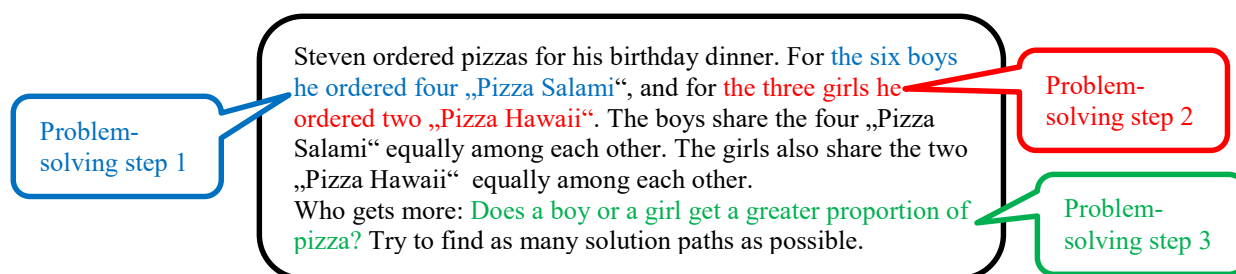 Steven ordered pizzas for his birthday dinner. For the six boys
he ordered four „Pizza Salami“, and for the three girls he
ordered two „Pizza Hawaii“. The boys share the four „Pizza
Salami“ equally among each other. The girls also share the two
„Pizza Hawaii“ equally among each other.
Who gets more: Does a boy or a girl get a greater proportion of
pizza? Try to find as many solution paths as possible.
Problem-
solving step 1
Problem-
solving step 2
Problem-
solving step 3